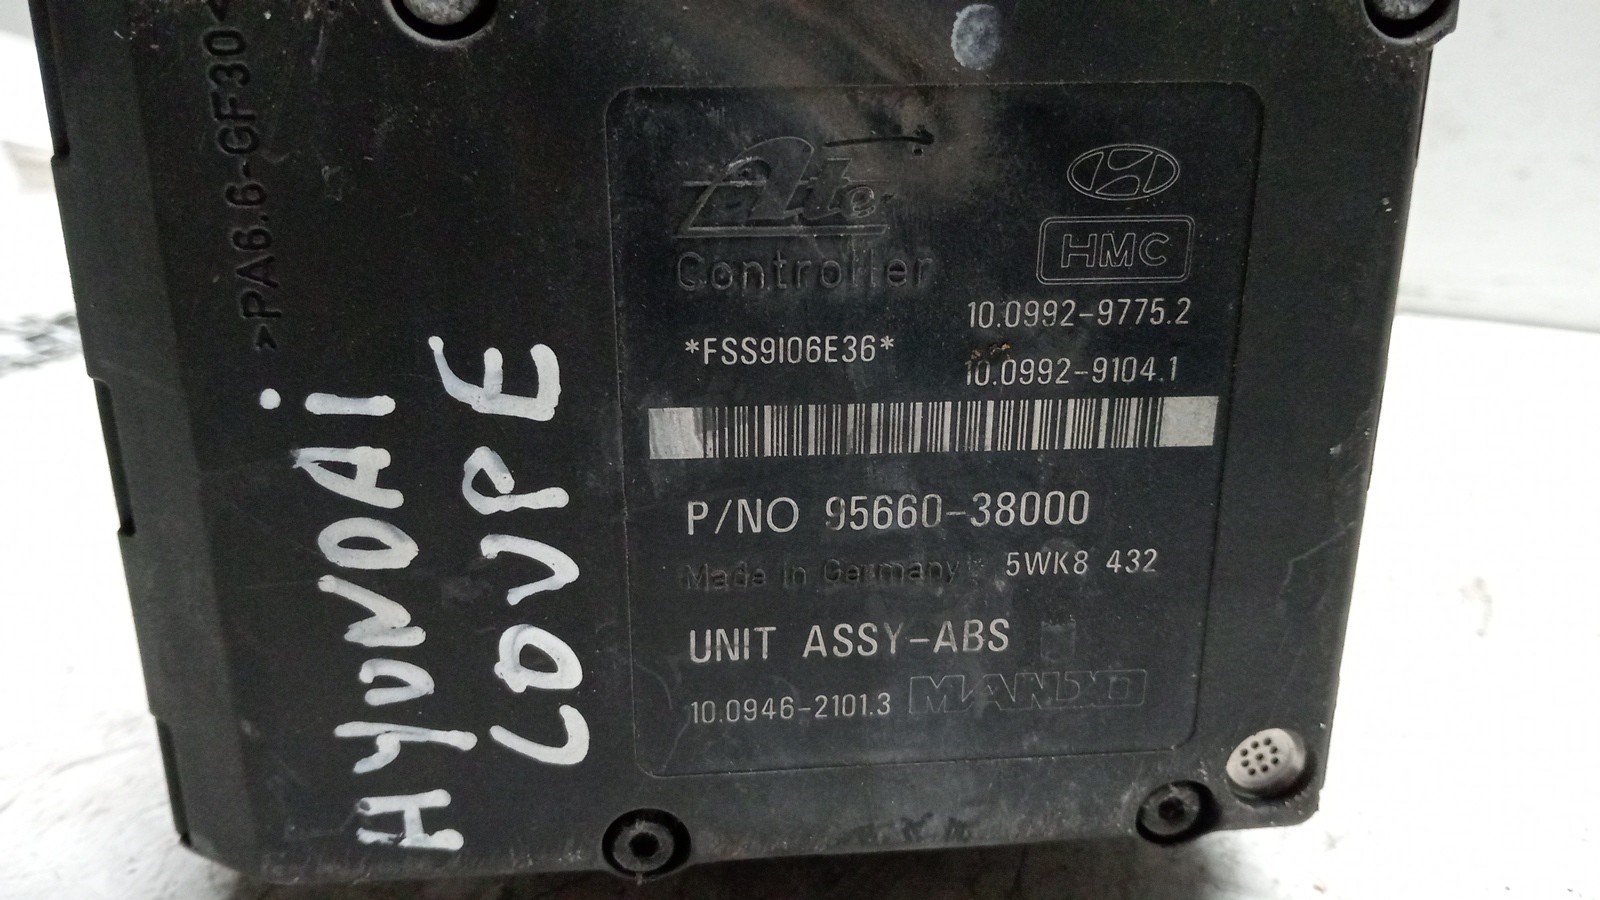 >PA6.6-GF30<
HYUNDAI
COUPE
Ate
Controller
HMC
10.0992-9775.2
*FSS9I06E36*
10.0992-9104.1
P/NO 95660-38000
Made in Germany 5WK8 432
UNIT ASSY-ABS
10.0946-2101.3 MANDO